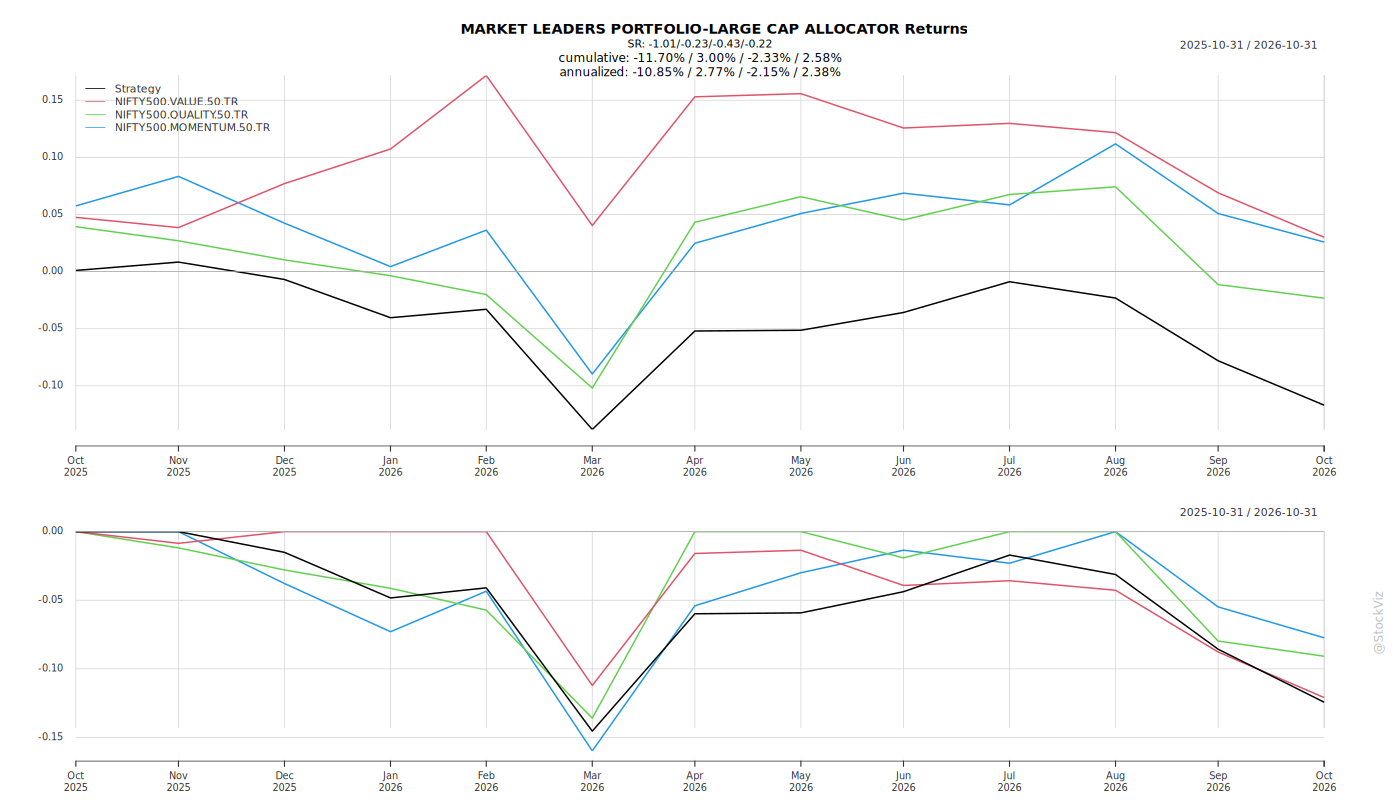 MARKET LEADERS PORTFOLIO-LARGE CAP ALLOCATOR Returns
SR: -1.01/-0.23/-0.43/-0.22
cumulative: -11.70% / 3.00% / -2.33% / 2.58%
annualized: -10.85% / 2.77% / -2.15% / 2.38%
2025-10-31 / 2026-10-31
Strategy
NIFTY500.VALUE.50.TR
NIFTY500.QUALITY.50.TR
NIFTY500.MOMENTUM.50.TR
0.15
0.10
0.05
0.00
-0.05
-0.10
Oct Nov Dec Jan Feb Mar Apr May Jun Jul Aug Sep Oct
2025 2025 2025 2026 2026 2026 2026 2026 2026 2026 2026 2026 2026
2025-10-31 / 2026-10-31
0.00
-0.05
-0.10
-0.15
Oct Nov Dec Jan Feb Mar Apr May Jun Jul Aug Sep Oct
2025 2025 2025 2026 2026 2026 2026 2026 2026 2026 2026 2026 2026
@StockViz